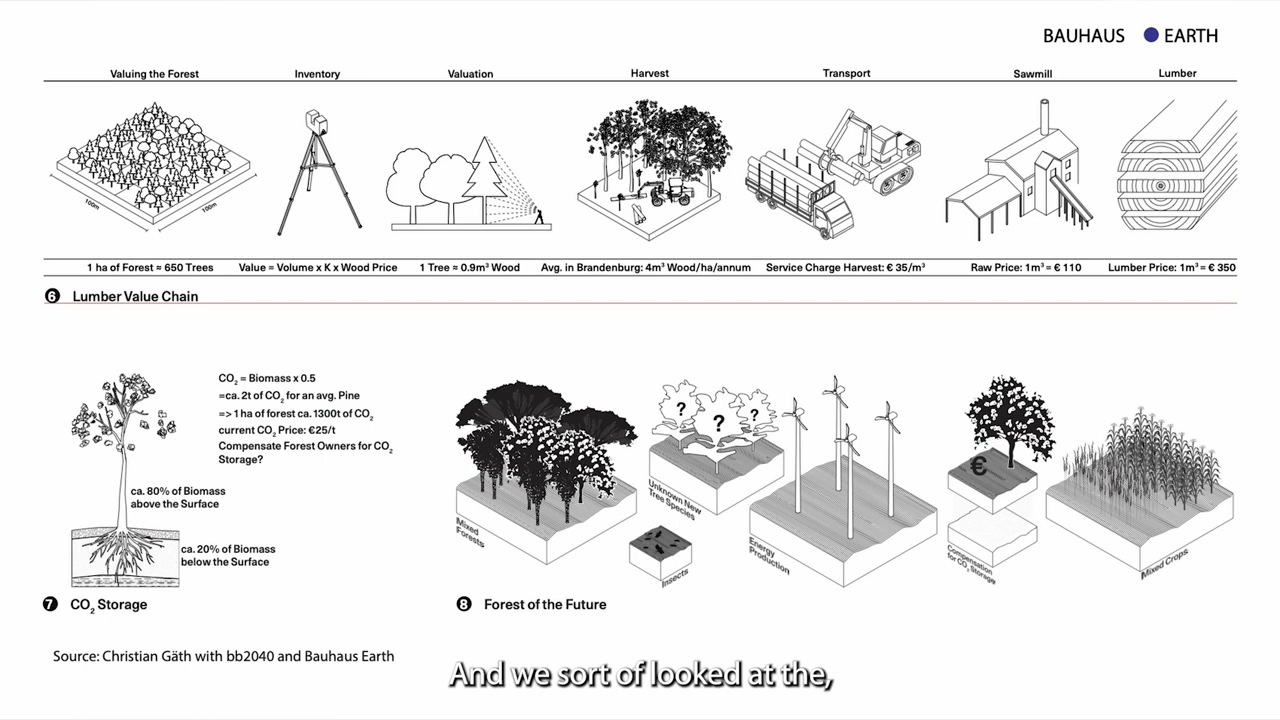 BAUHAUS EARTH
Valuing the Forest
Inventory
Valuation
Harvest
Transport
Sawmill
Lumber
100m
100m
1 ha of Forest ≈ 650 Trees
Value = Volume x K x Wood Price
1 Tree ≈ 0.9m³ Wood
Avg. in Brandenburg: 4m³ Wood/ha/annum
Service Charge Harvest: € 35/m³
Raw Price: 1m³ = € 110
Lumber Price: 1m³ = € 350
6 Lumber Value Chain
CO₂ = Biomass x 0.5
=ca. 2t of CO₂ for an avg. Pine
=> 1 ha of forest ca. 1300t of CO₂
current CO₂ Price: €25/t
Compensate Forest Owners for CO₂
Storage?
ca. 80% of Biomass
above the Surface
ca. 20% of Biomass
below the Surface
7 CO₂ Storage
Mixed
Forests
? ? ?
Unknown New
Tree Species
Insects
Energy
Production
€
Compensation
for CO₂ Storage
Mixed Crops
8 Forest of the Future
Source: Christian Gäth with bb2040 and Bauhaus Earth
And we sort of looked at the,